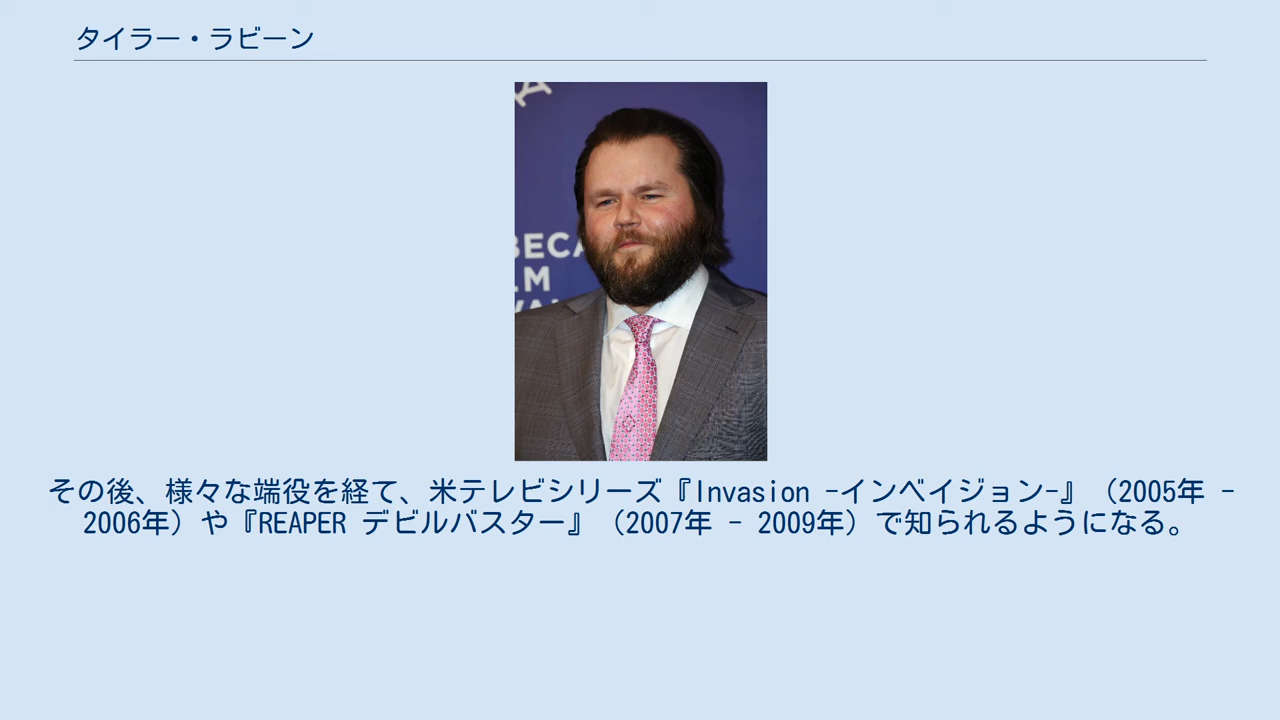 タイラー・ラビーン
A
BECA
LM
VAL
その後、様々な端役を経て、米テレビシリーズ『Invasion -インベイジョン-』（2005年 -
2006年）や『REAPER デビルバスター』（2007年 - 2009年）で知られるようになる。